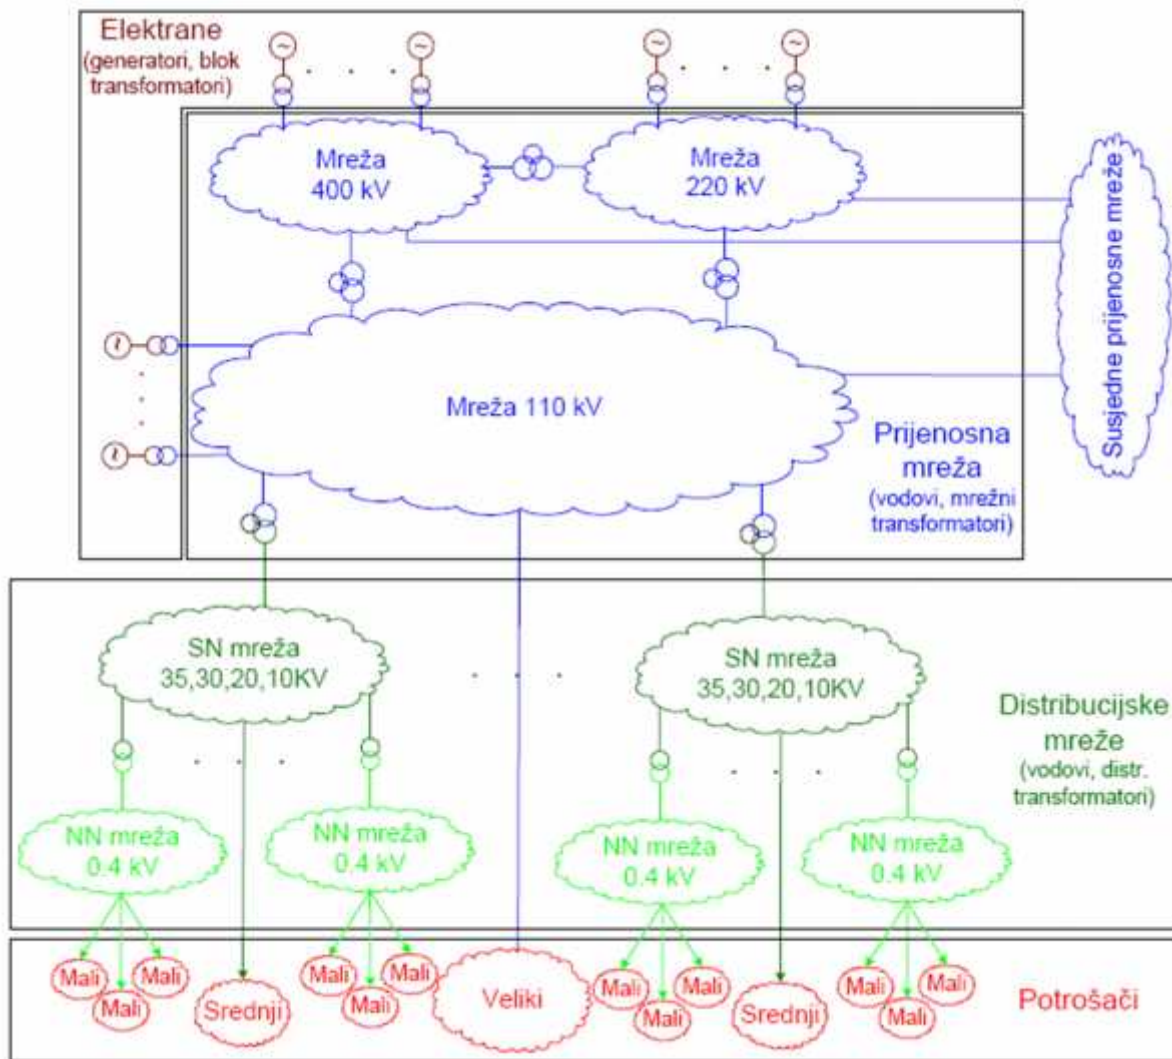 Elektrane
(generatori, blok
transformatori)
~
~
~
~
Mreža
400 kV
Mreža
220 kV
Susjedne prijenosne mreže
~
~
Mreža 110 kV
Prijenosna
mreža
(vodovi, mrežni
transformatori)
SN mreža
35,30,20,10KV
SN mreža
35,30,20,10KV
Distribucijske
mreže
(vodovi, distr.
transformatori)
NN mreža
0.4 kV
NN mreža
0.4 kV
NN mreža
0.4 kV
NN mreža
0.4 kV
Mali
Mali
Mali
Srednji
Mali
Mali
Mali
Veliki
Mali
Mali
Mali
Srednji
Mali
Mali
Mali
Potrošači